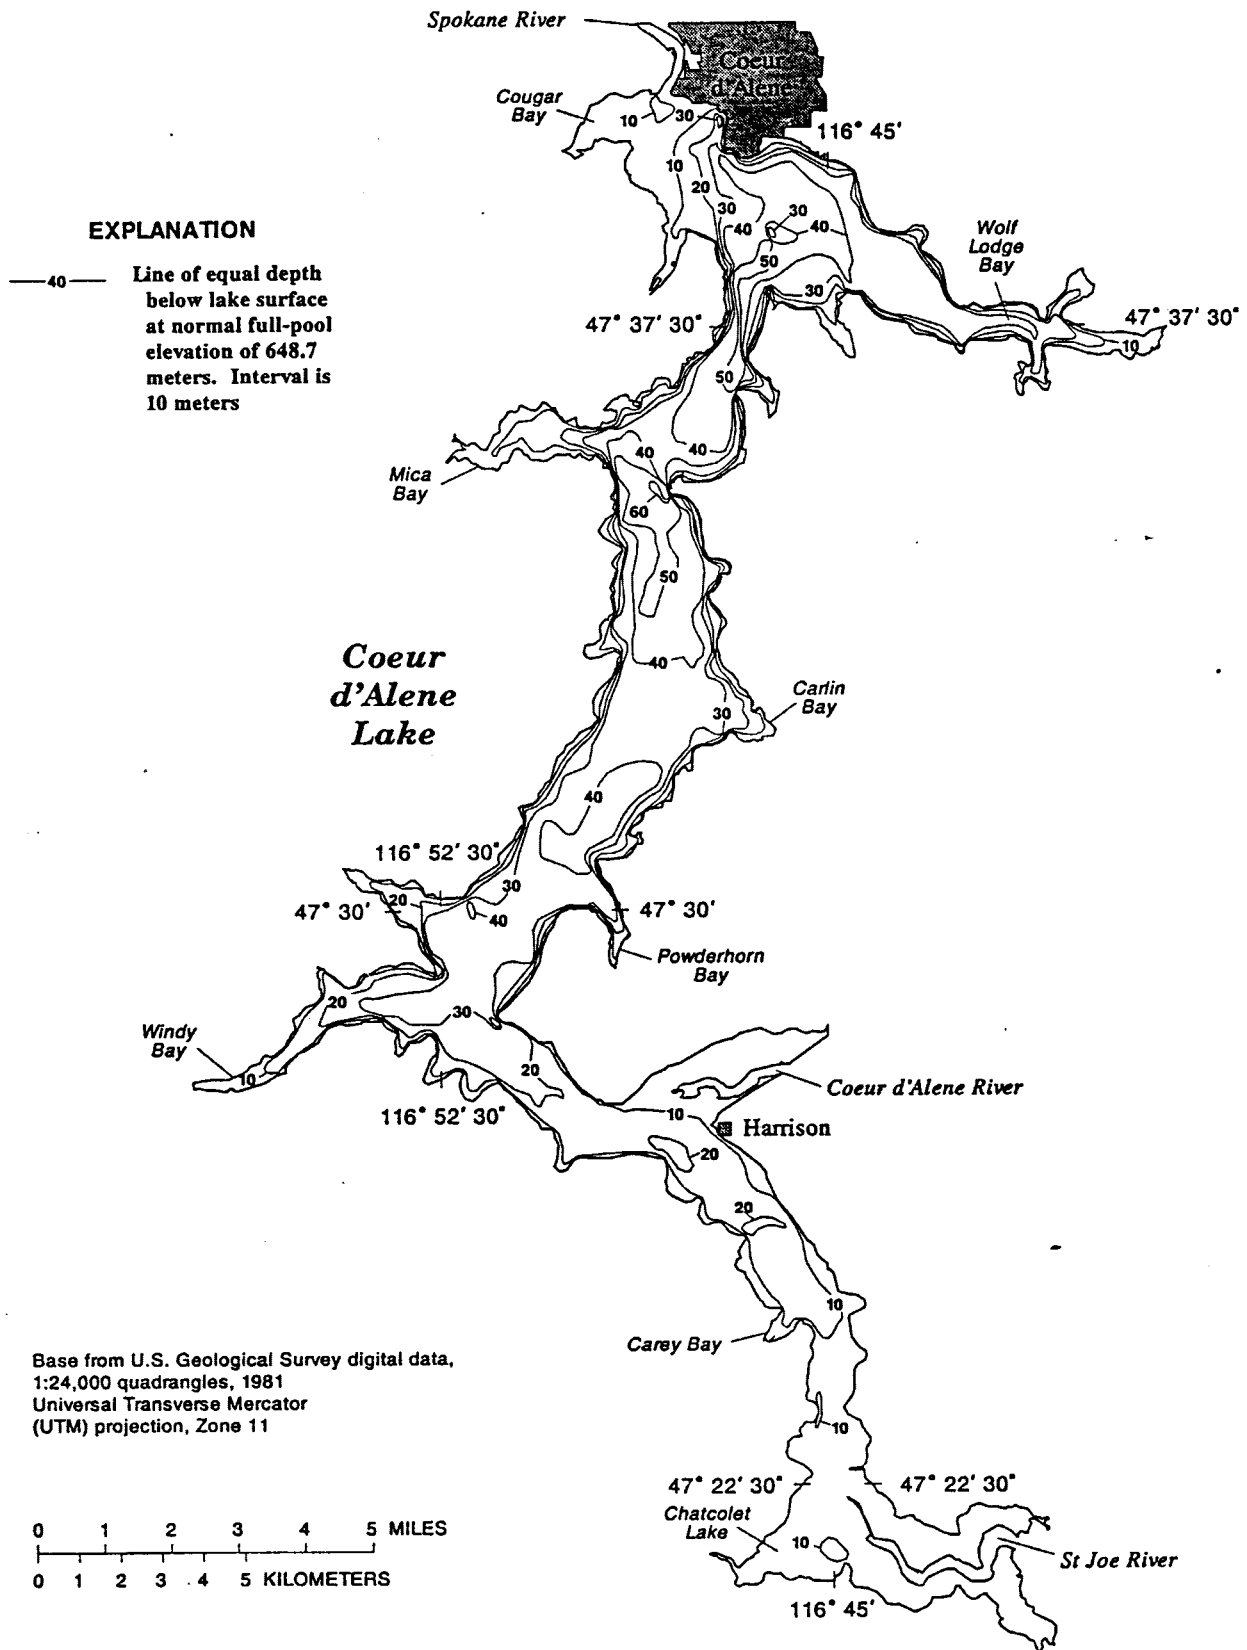 Spokane River
Coeur
d'Alene
Cougar
Bay
10
30
116° 45'
10
20
30
40
30
40
50
30
Wolf
Lodge
Bay
EXPLANATION
40
Line of equal depth
below lake surface
at normal full-pool
elevation of 648.7
meters. Interval is
10 meters
47° 37' 30"
47° 37' 30"
10
50
40
40
Mica
Bay
60
50
40
Coeur
d'Alene
Lake
Carlin
Bay
30
40
116° 52' 30"
30
20
47° 30'
40
47° 30'
Powderhorn
Bay
20
30
Windy
Bay
10
20
116° 52' 30"
Coeur d'Alene River
10
Harrison
20
20
10
Carey Bay
Base from U.S. Geological Survey digital data,
1:24,000 quadrangles, 1981
Universal Transverse Mercator
(UTM) projection, Zone 11
10
47° 22' 30"
47° 22' 30"
Chatcolet
Lake
10
St Joe River
116° 45'
0 1 2 3 4 5 MILES
0 1 2 3 4 5 KILOMETERS